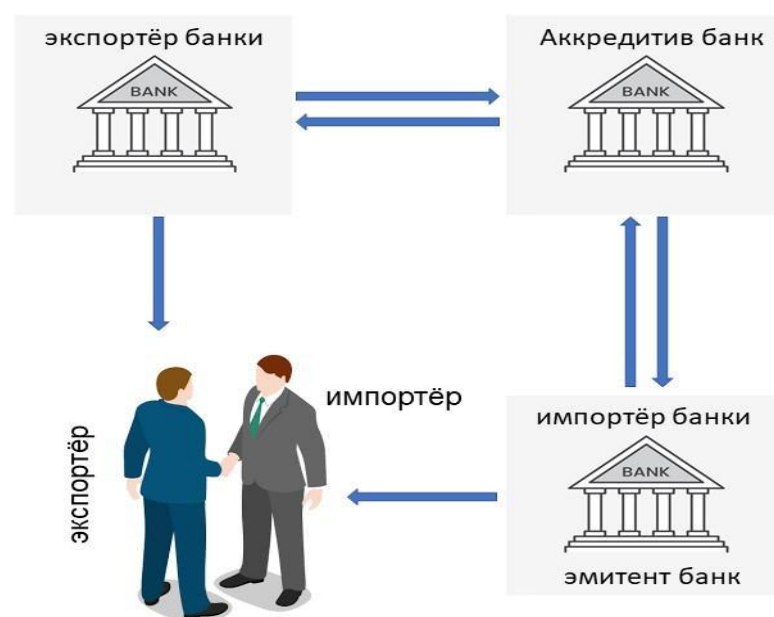 экспортёр банки
BANK
Аккредитив банк
BANK
экспортёр
импортёр
импортёр банки
BANK
эмитент банк